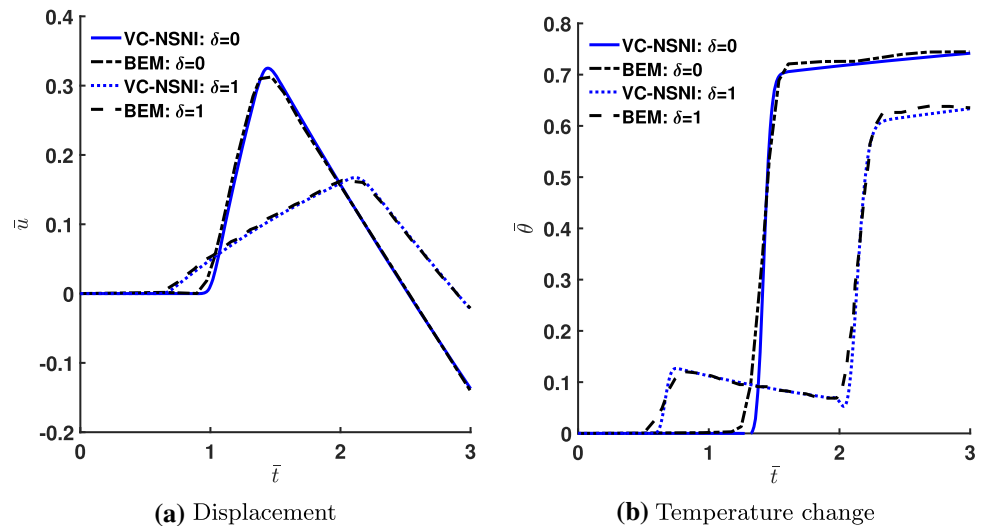 0.4
0.3
0.2
0.1
0
-0.1
-0.2
ū
VC-NSNI: δ=0
BEM: δ=0
VC-NSNI: δ=1
BEM: δ=1
0 1 2 3
t̄
(a) Displacement
0.8
0.7
0.6
0.5
0.4
0.3
0.2
0.1
0
θ̄
VC-NSNI: δ=0
BEM: δ=0
VC-NSNI: δ=1
BEM: δ=1
0 1 2 3
t̄
(b) Temperature change